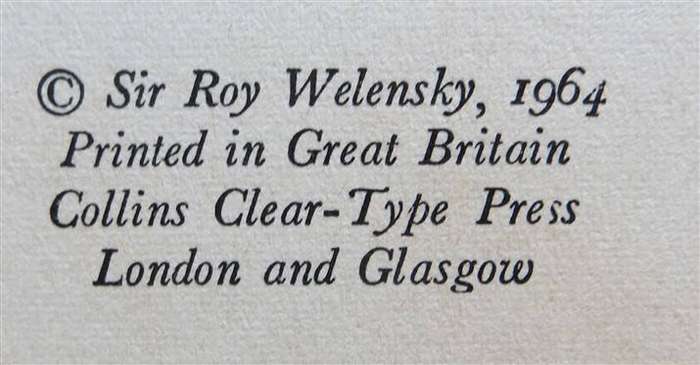 © Sir Roy Welensky, 1964
Printed in Great Britain
Collins Clear-Type Press
London and Glasgow